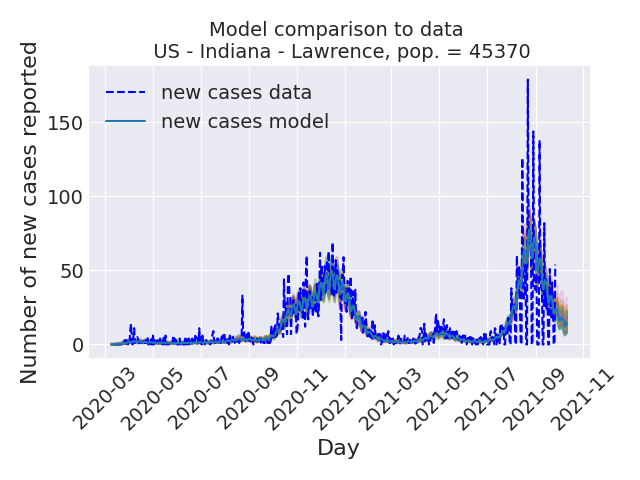 Model comparison to data
US - Indiana - Lawrence, pop. = 45370
Number of new cases reported
new cases data
new cases model
150
100
50
0
2020-03
2020-05
2020-07
2020-09
2020-11
2021-01
2021-03
2021-05
2021-07
2021-09
2021-11
Day